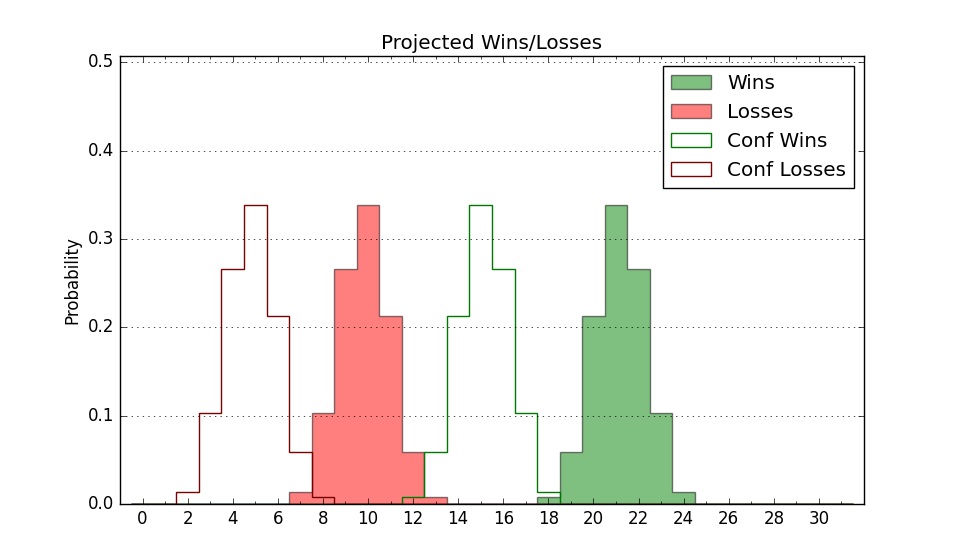 Projected Wins/Losses
Wins
Losses
Conf Wins
Conf Losses
Probability
0.5
0.4
0.3
0.2
0.1
0.0
0 2 4 6 8 10 12 14 16 18 20 22 24 26 28 30